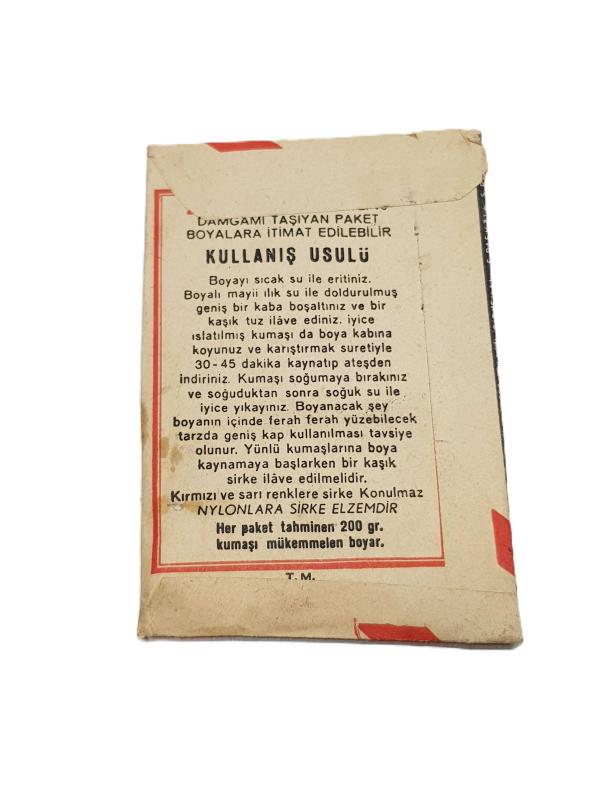 DAMGAMI TAŞIYAN PAKET
BOYALARA İTİMAT EDİLEBİLİR
KULLANIŞ USULÜ
Boyayı sıcak su ile eritiniz.
Boyalı mayii ılık su ile doldurulmuş
geniş bir kaba boşaltınız ve bir
kaşık tuz ilâve ediniz. iyice
ıslatılmış kumaşı da boya kabına
koyunuz ve karıştırmak suretiyle
30-45 dakika kaynatıp ateşden
indiriniz. Kumaşı soğumaya bırakınız
ve soğuduktan sonra soğuk su ile
iyice yıkayınız. Boyanacak şey
boyanın içinde ferah ferah yüzebilecek
tarzda geniş kap kullanılması tavsiye
olunur. Yünlü kumaşlarına boya
kaynamaya başlarken bir kaşık
sirke ilâve edilmelidir.
Kırmızı ve sarı renklere sirke Konulmaz
NYLONLARA SİRKE ELZEMDİR
Her paket tahminen 200 gr.
kumaşı mükemmelen boyar.
T. M.